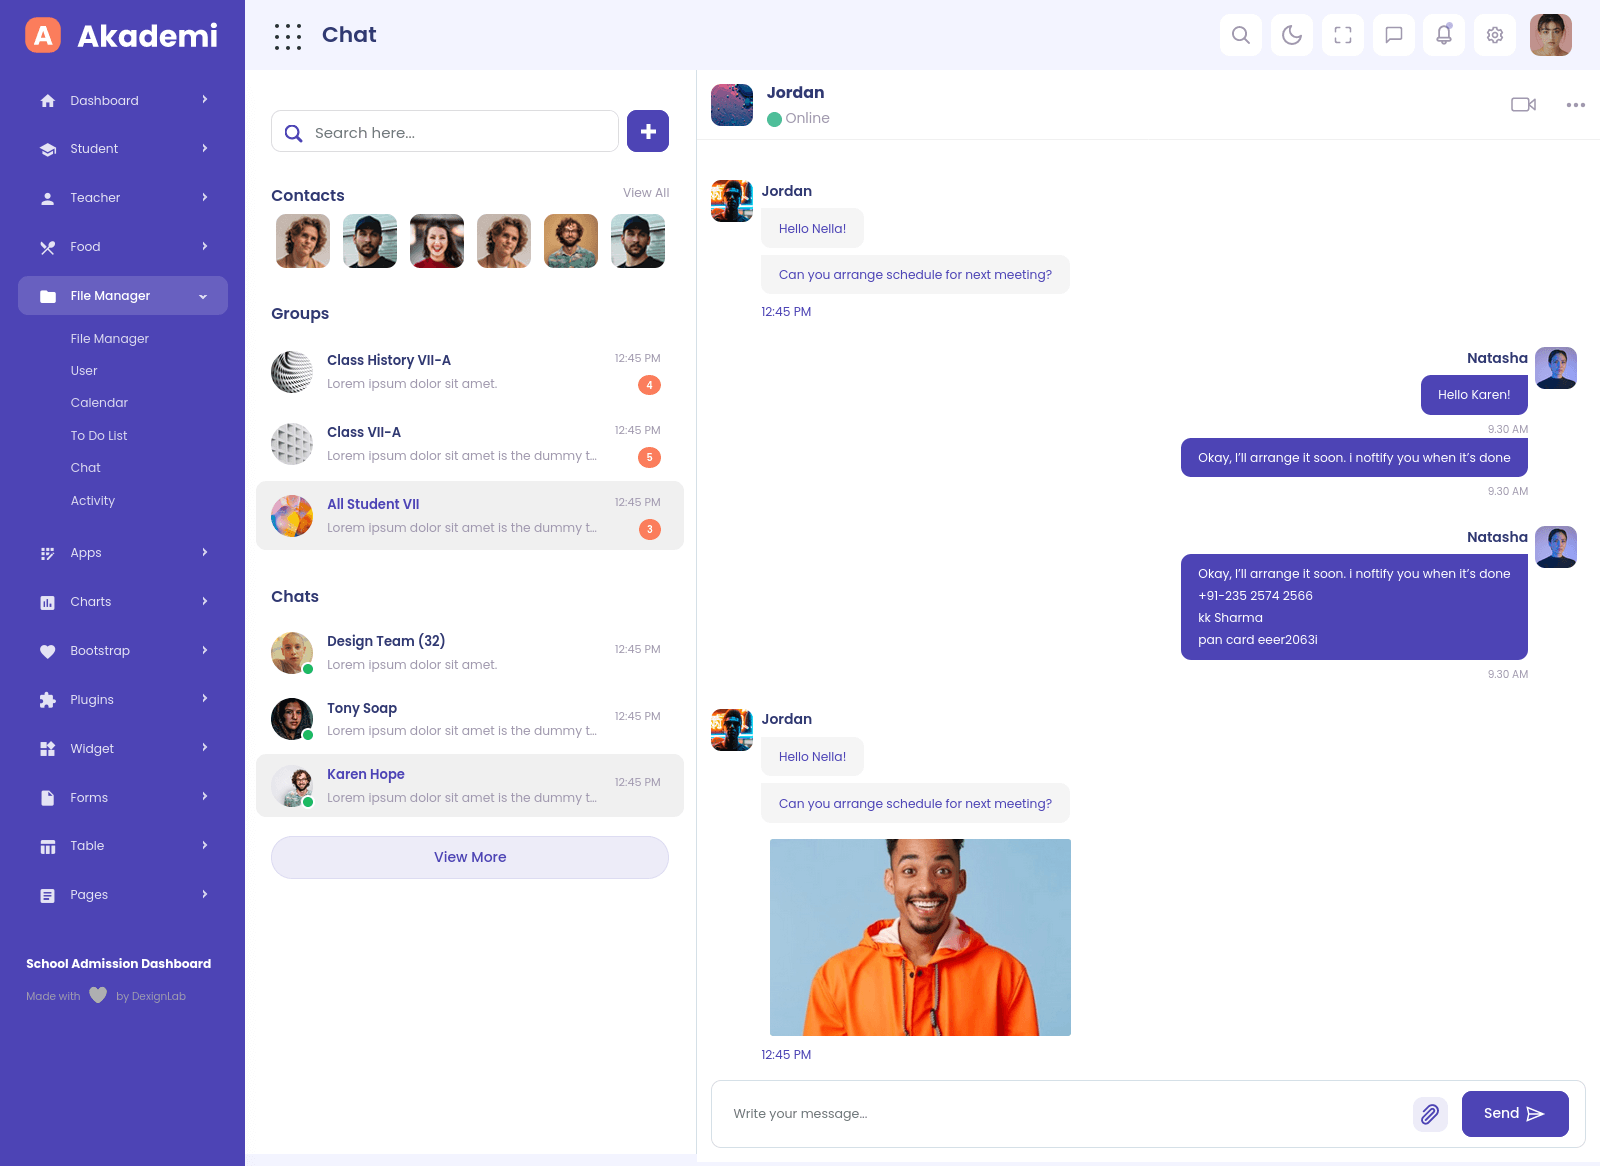 A Akademi
Chat
Dashboard
Student
Teacher
Food
File Manager
File Manager
User
Calendar
To Do List
Chat
Activity
Apps
Charts
Bootstrap
Plugins
Widget
Forms
Table
Pages
School Admission Dashboard
Made with by DexignLab
Search here...
Contacts
View All
Groups
Class History VII-A
12:45 PM
Lorem ipsum dolor sit amet.
4
Class VII-A
12:45 PM
Lorem ipsum dolor sit amet is the dummy t...
5
All Student VII
12:45 PM
Lorem ipsum dolor sit amet is the dummy t...
3
Chats
Design Team (32)
12:45 PM
Lorem ipsum dolor sit amet.
Tony Soap
12:45 PM
Lorem ipsum dolor sit amet is the dummy t...
Karen Hope
12:45 PM
Lorem ipsum dolor sit amet is the dummy t...
View More
Jordan
Online
Jordan
Hello Nella!
Can you arrange schedule for next meeting?
12:45 PM
Natasha
Hello Karen!
9.30 AM
Okay, I’ll arrange it soon. i noftify you when it’s done
9.30 AM
Natasha
Okay, I’ll arrange it soon. i noftify you when it’s done
+91-235 2574 2566
kk Sharma
pan card eeer2063i
9.30 AM
Jordan
Hello Nella!
Can you arrange schedule for next meeting?
12:45 PM
Write your message...
Send